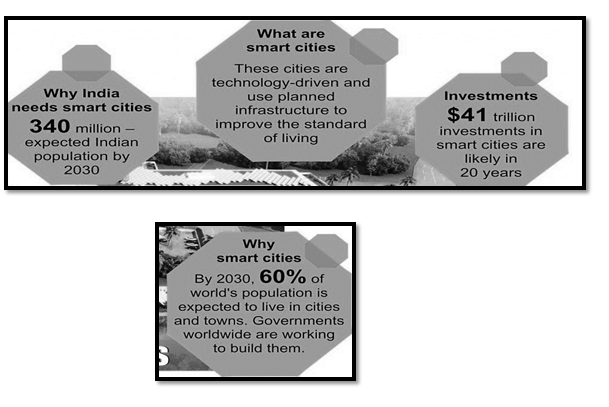 Why India
needs smart cities
340 million –
expected Indian
population by
2030
What are
smart cities
These cities are
technology-driven and
use planned
infrastructure to
improve the standard
of living
Investments
$41 trillion
investments in
smart cities are
likely in
20 years
Why
smart cities
By 2030, 60% of
world's population is
expected to live in cities
and towns. Governments
worldwide are working
to build them.